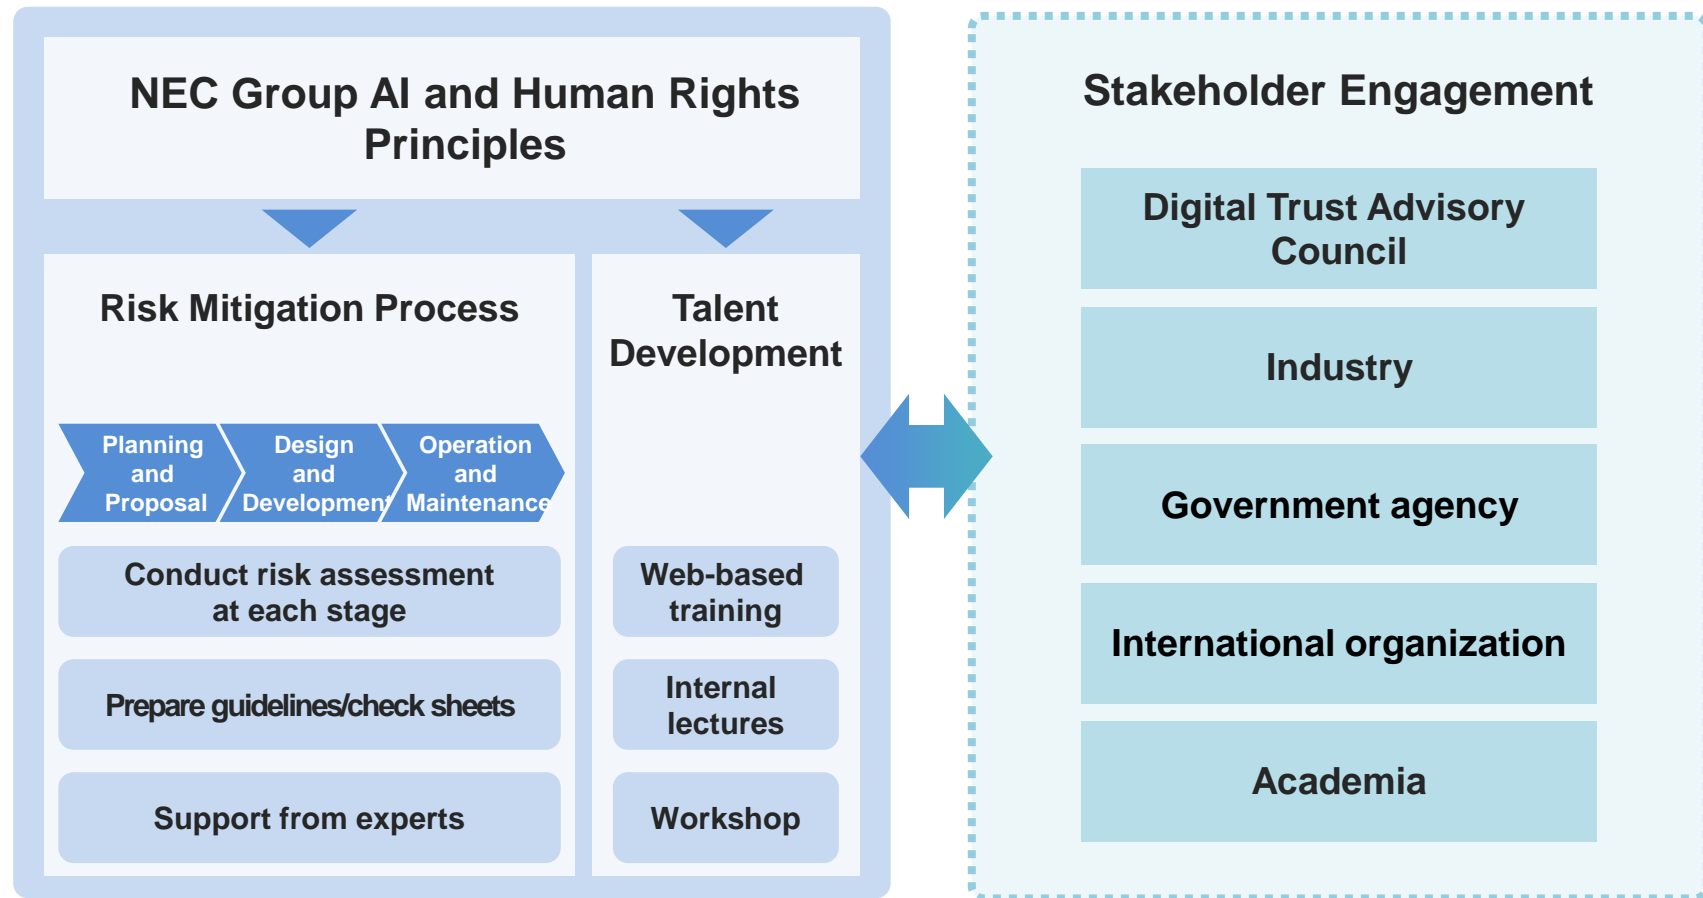 NEC Group AI and Human Rights
Principles
Risk Mitigation Process
Planning
and
Proposal
Design
and
Development
Operation
and
Maintenance
Conduct risk assessment
at each stage
Prepare guidelines/check sheets
Support from experts
Talent
Development
Web-based
training
Internal
lectures
Workshop
Stakeholder Engagement
Digital Trust Advisory
Council
Industry
Government agency
International organization
Academia